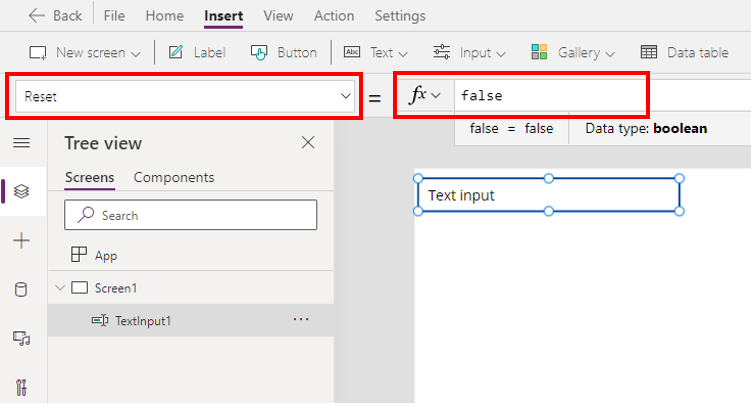 Back File Home Insert View Action Settings
New screen Label Button Abc Text Input Gallery Data table
Reset = fx false
false = false Data type: boolean
Tree view
Screens Components
Text input
Search
App
Screen1
TextInput1 ...